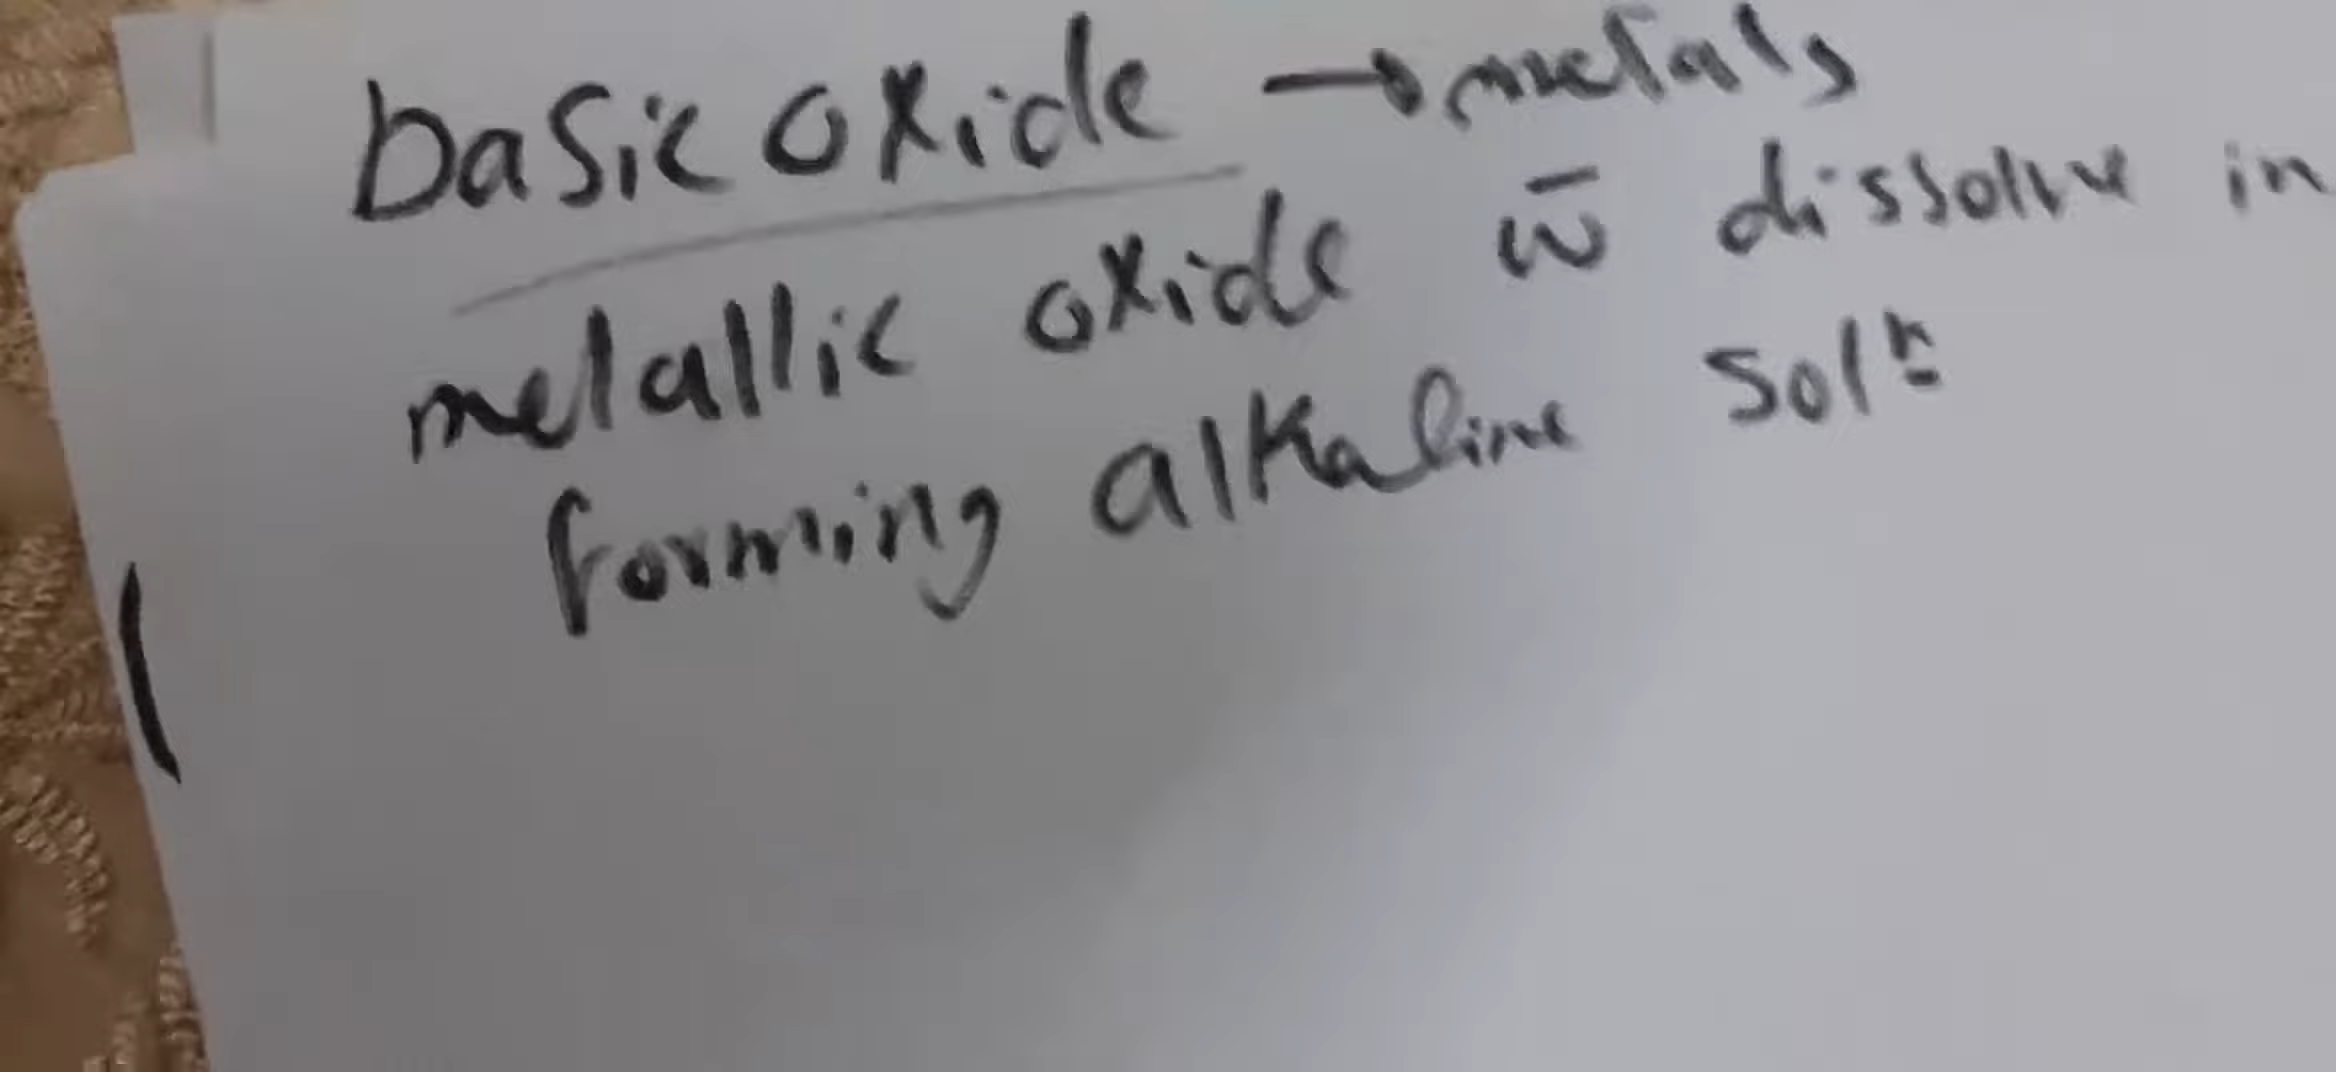 basic oxide → metals
metallic oxide w̄ dissolve in
forming alkaline solⁿ